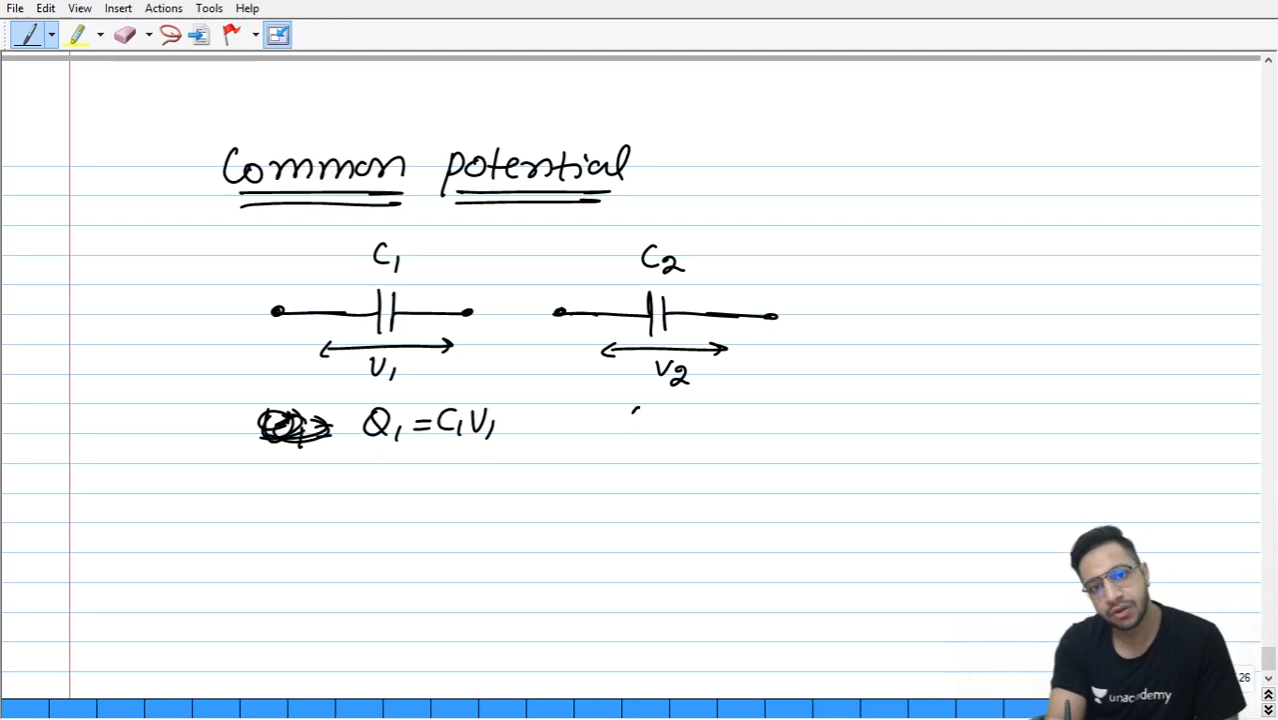 File Edit View Insert Actions Tools Help
Common potential
C1 C2
V1 V2
Q1 = C1V1
26
unacademy